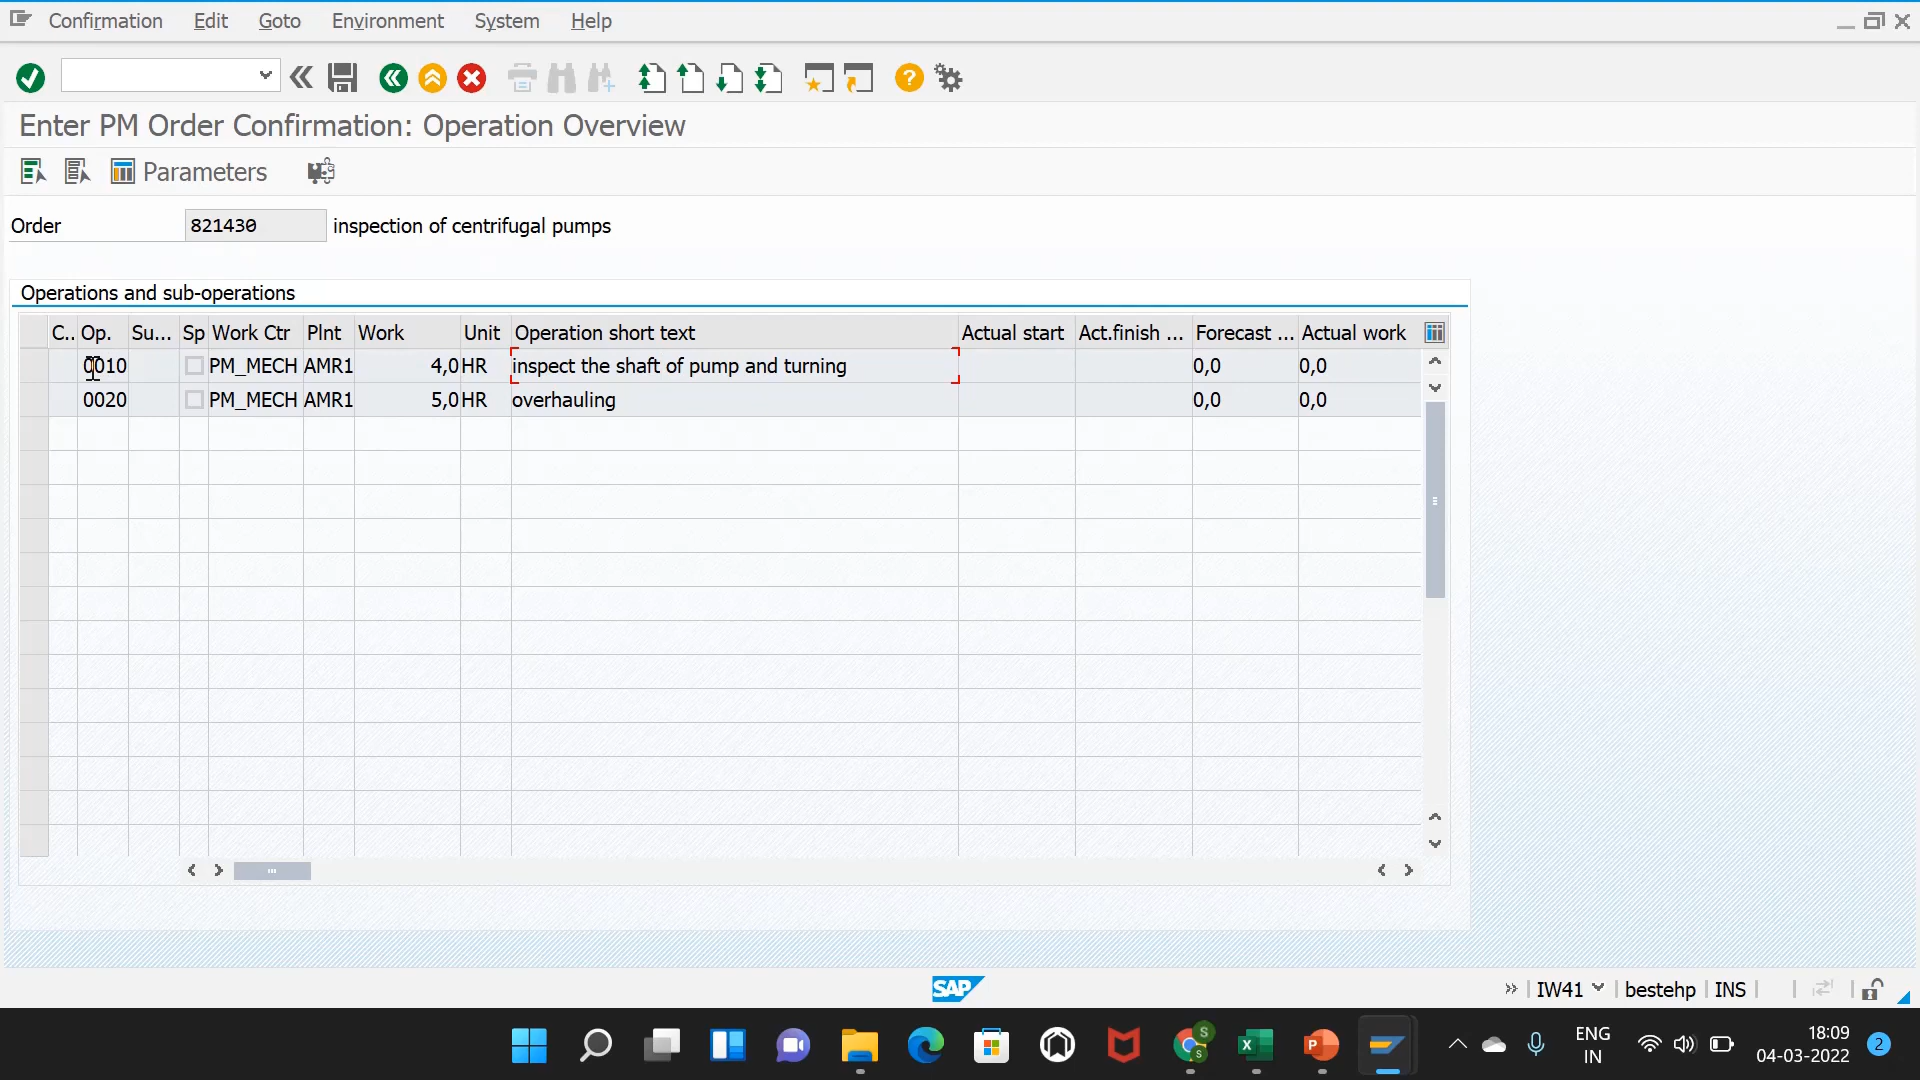 Confirmation Edit Goto Environment System Help
Enter PM Order Confirmation: Operation Overview
Parameters
Order 821430 inspection of centrifugal pumps
Operations and sub-operations
C.. Op. Su... Sp Work Ctr Plnt Work Unit Operation short text Actual start Act.finish ... Forecast ... Actual work
0010 PM_MECH AMR1 4,0 HR inspect the shaft of pump and turning 0,0 0,0
0020 PM_MECH AMR1 5,0 HR overhauling 0,0 0,0
SAP
IW41 bestehp INS
S
S
ENG
IN
18:09
04-03-2022
2